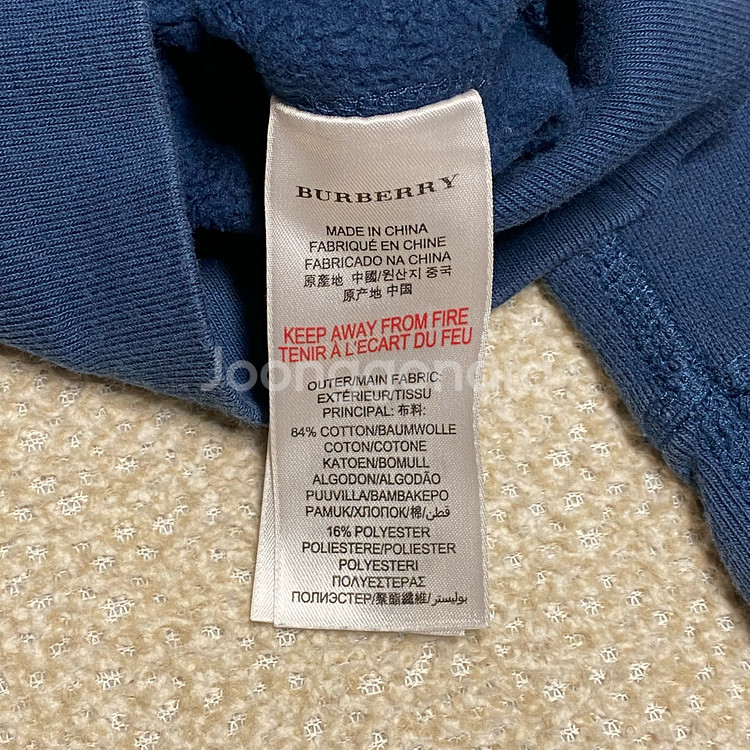 BURBERRY
MADE IN CHINA
FABRIQUÉ EN CHINE
FABRICADO NA CHINA
原產地 中國/원산지 중국
原产地 中国
KEEP AWAY FROM FIRE
TENIR À L'ECART DU FEU
OUTER/MAIN FABRIC:
EXTÉRIEUR/TISSU
PRINCIPAL: 布料:
84% COTTON/BAUMWOLLE
COTON/COTONE
KATOEN/BOMULL
ALGODON/ALGODÃO
PUUVILLA/ΒΑΜΒΑΚΕΡΟ
PAMUK/ХЛОПОК/棉/قطن
16% POLYESTER
POLIESTERE/POLIESTER
POLYESTERI
ΠΟΛΥΕΣΤΕΡΑΣ
ПОЛИЭСТЕР/聚酯纖維/بوليستر